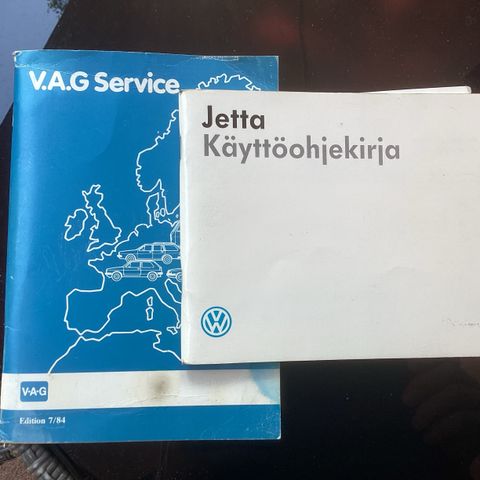 V.A.G Service
Jetta
Käyttöohjekirja
V·A·G
Edition 7/84